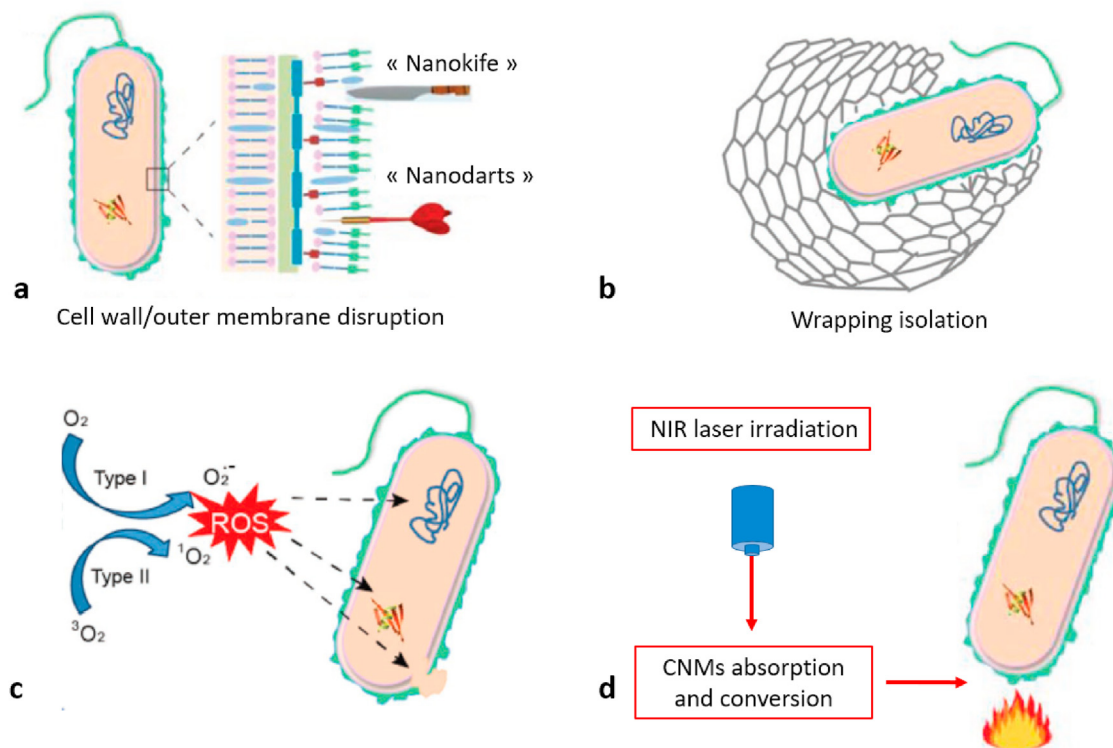 « Nanokife »
« Nanodarts »
a
Cell wall/outer membrane disruption
b
Wrapping isolation
O₂
Type I
O₂˙⁻
ROS
¹O₂
Type II
³O₂
c
NIR laser irradiation
CNMs absorption
and conversion
d